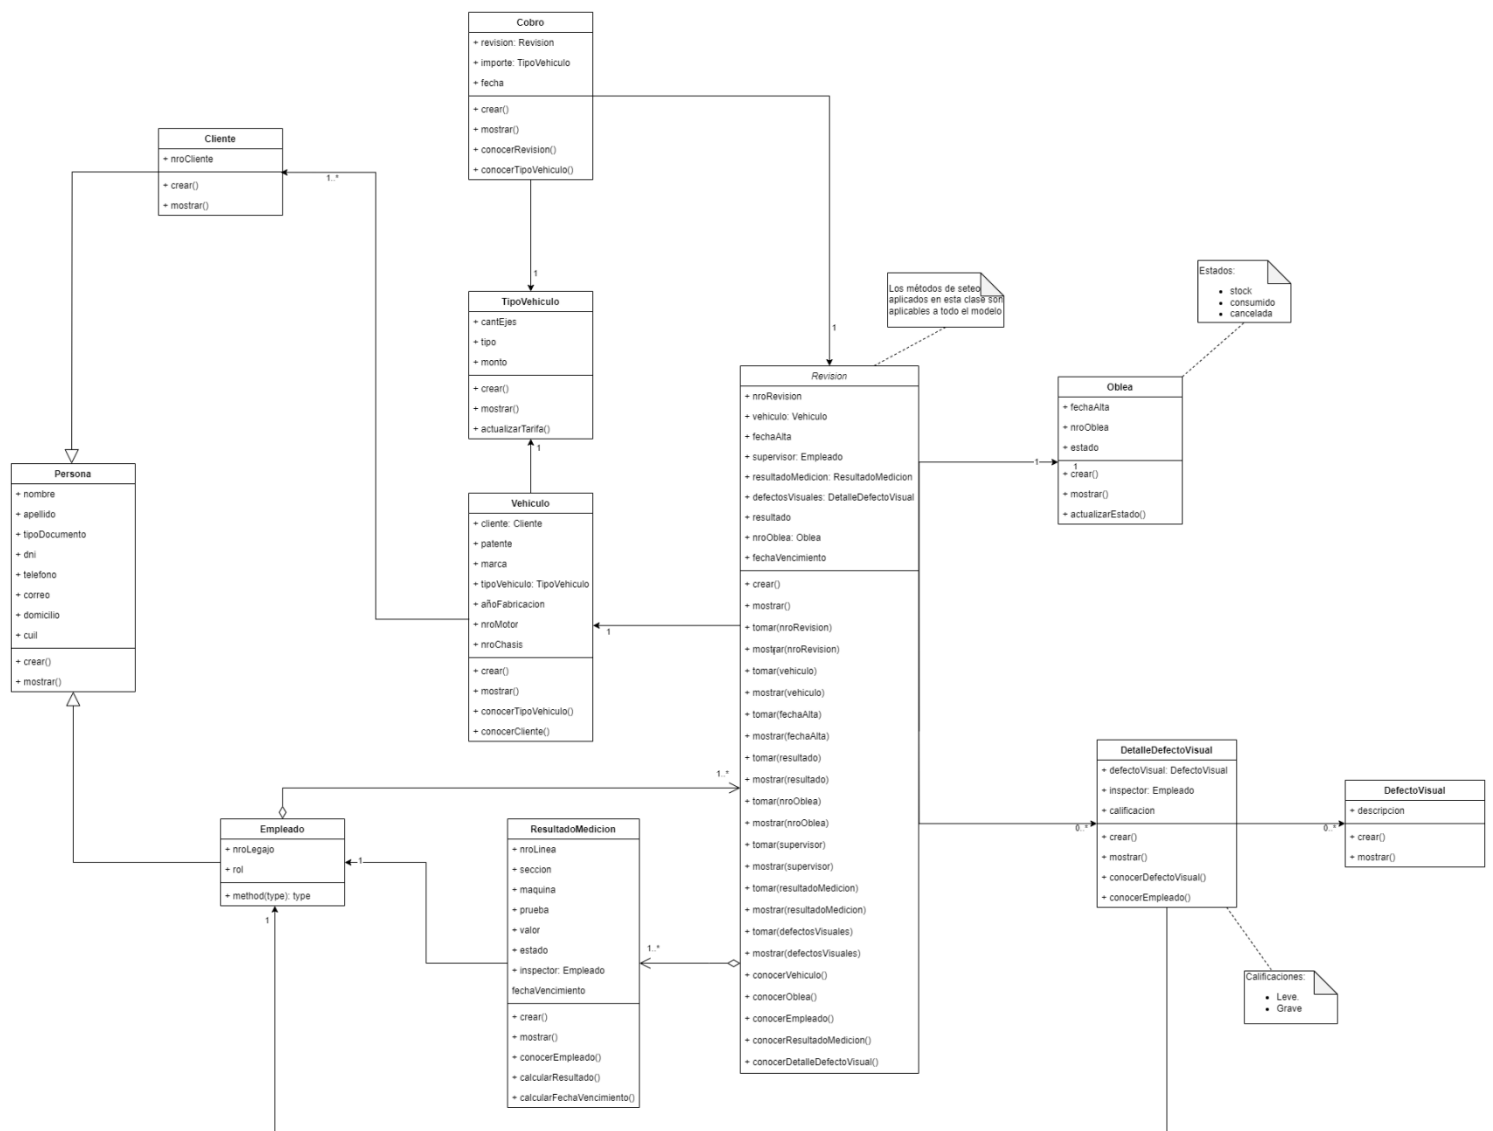 Cobro
+ revision: Revision
+ importe: TipoVehiculo
+ fecha
+ crear()
+ mostrar()
+ conocerRevision()
+ conocerTipoVehiculo()
Cliente
+ nroCliente
+ crear()
+ mostrar()
1..*
1
TipoVehiculo
+ cantEjes
+ tipo
+ monto
+ crear()
+ mostrar()
+ actualizarTarifa()
1
1
Los métodos de seteo
aplicados en esta clase son
aplicables a todo el modelo
Estados:
• stock
• consumido
• cancelada
Revision
+ nroRevision
+ vehiculo: Vehiculo
+ fechaAlta
+ supervisor: Empleado
+ resultadoMedicion: ResultadoMedicion
+ defectosVisuales: DetalleDefectoVisual
+ resultado
+ nroOblea: Oblea
+ fechaVencimiento
+ crear()
+ mostrar()
+ tomar(nroRevision)
+ mostrar(nroRevision)
+ tomar(vehiculo)
+ mostrar(vehiculo)
+ tomar(fechaAlta)
+ mostrar(fechaAlta)
+ tomar(resultado)
+ mostrar(resultado)
+ tomar(nroOblea)
+ mostrar(nroOblea)
+ tomar(supervisor)
+ mostrar(supervisor)
+ tomar(resultadoMedicion)
+ mostrar(resultadoMedicion)
+ tomar(defectosVisuales)
+ mostrar(defectosVisuales)
+ conocerVehiculo()
+ conocerOblea()
+ conocerEmpleado()
+ conocerResultadoMedicion()
+ conocerDetalleDefectoVisual()
Oblea
+ fechaAlta
+ nroOblea
+ estado
1
1
+ crear()
+ mostrar()
+ actualizarEstado()
Persona
+ nombre
+ apellido
+ tipoDocumento
+ dni
+ telefono
+ correo
+ domicilio
+ cuil
+ crear()
+ mostrar()
Vehiculo
+ cliente: Cliente
+ patente
+ marca
+ tipoVehiculo: TipoVehiculo
+ añoFabricacion
+ nroMotor
+ nroChasis
+ crear()
+ mostrar()
+ conocerTipoVehiculo()
+ conocerCliente()
1
1..*
Empleado
+ nroLegajo
+ rol
+ method(type): type
1
1
ResultadoMedicion
+ nroLinea
+ seccion
+ maquina
+ prueba
+ valor
+ estado
+ inspector: Empleado
fechaVencimiento
+ crear()
+ mostrar()
+ conocerEmpleado()
+ calcularResultado()
+ calcularFechaVencimiento()
1..*
DetalleDefectoVisual
+ defectoVisual: DefectoVisual
+ inspector: Empleado
+ calificacion
+ crear()
+ mostrar()
+ conocerDefectoVisual()
+ conocerEmpleado()
0..*
0..*
DefectoVisual
+ descripcion
+ crear()
+ mostrar()
Calificaciones:
• Leve.
• Grave